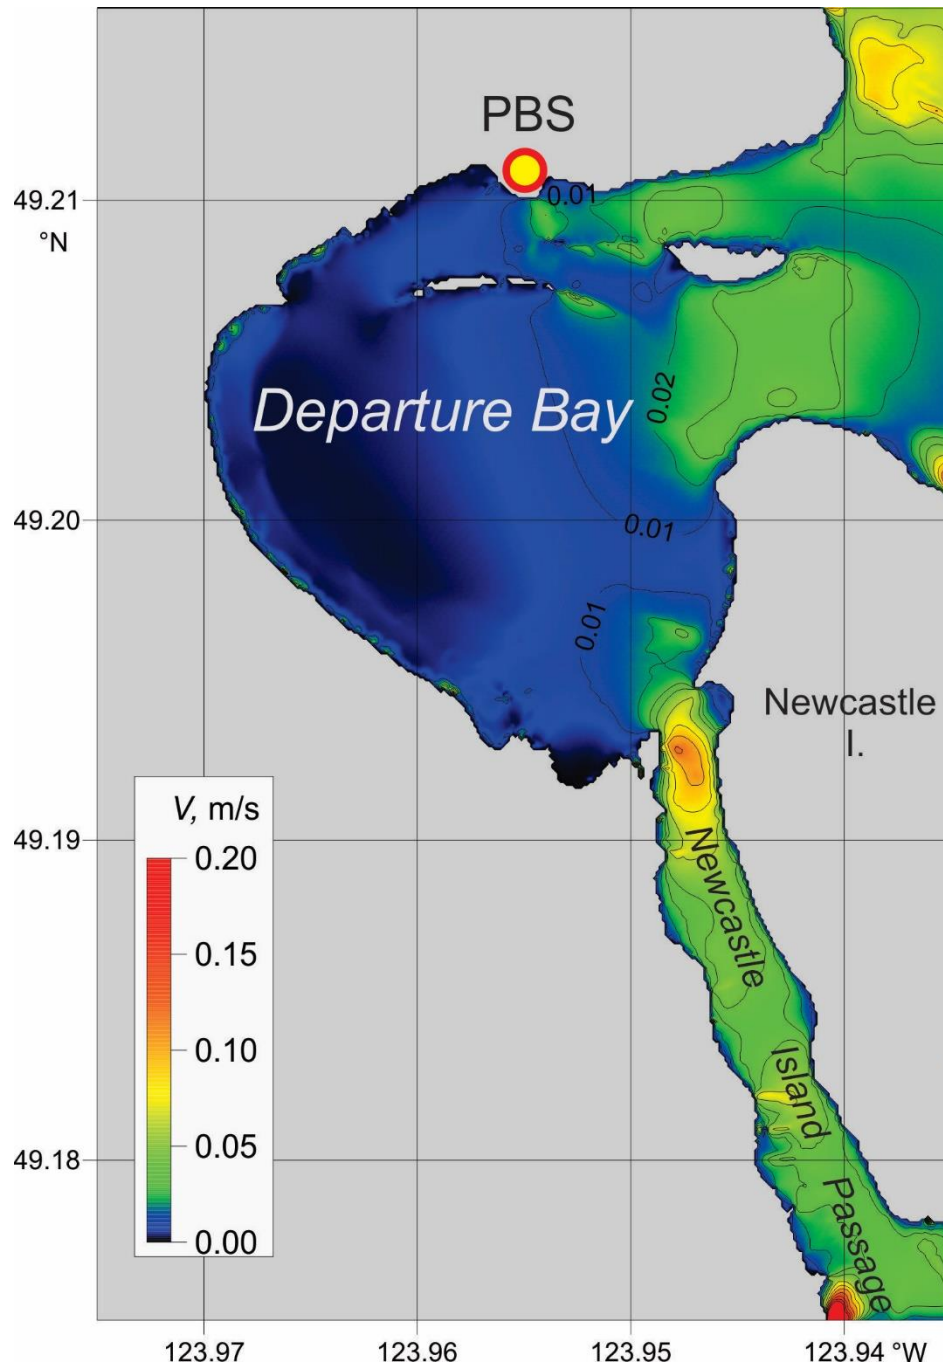 PBS
0.01
49.21
°N
0.02
Departure Bay
49.20
0.01
0.01
Newcastle
I.
V, m/s
0.20
0.15
0.10
0.05
0.00
49.19
Newcastle
Island
Passage
49.18
123.97
123.96
123.95
123.94 °W